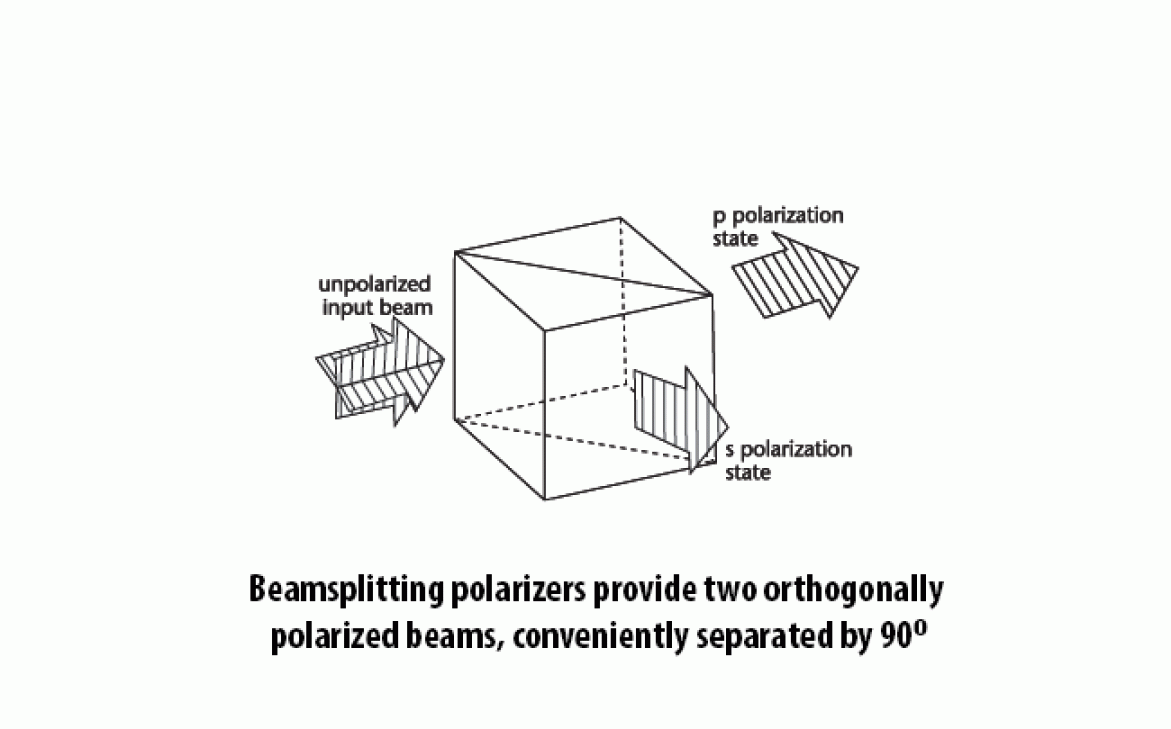 p polarization
state
unpolarized
input beam
s polarization
state
Beamsplitting polarizers provide two orthogonally
polarized beams, conveniently separated by 90º